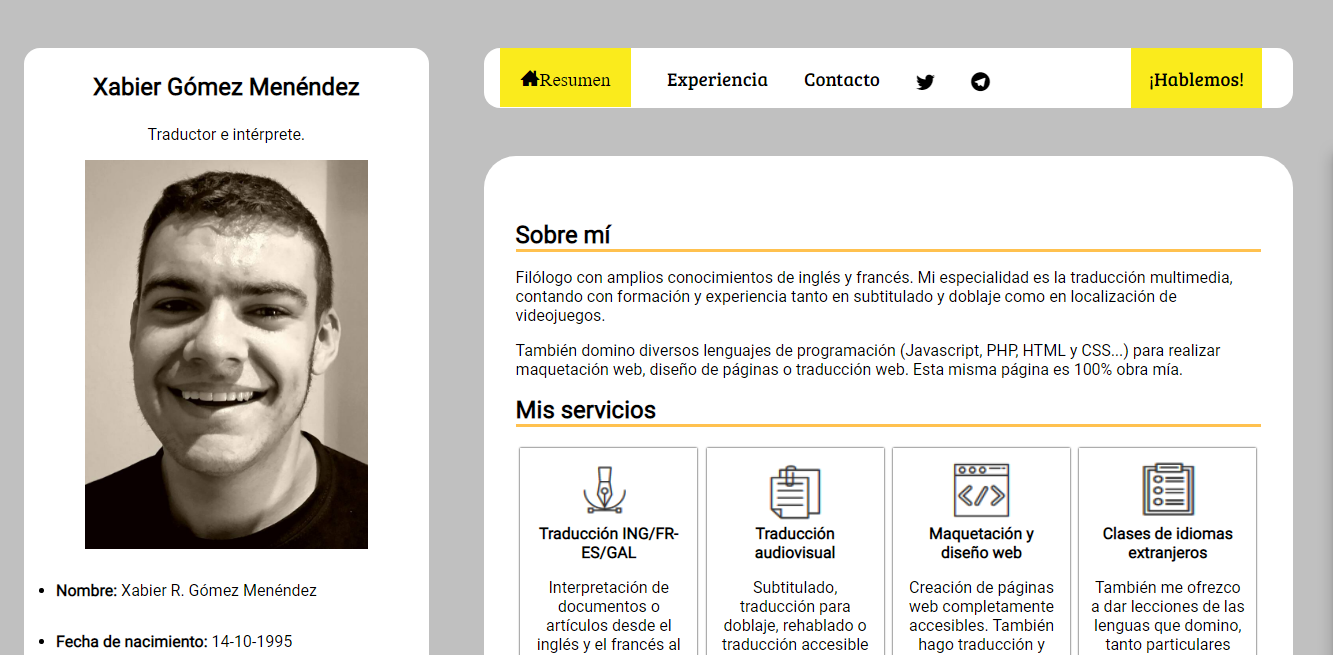 Xabier Gómez Menéndez
Traductor e intérprete.
Nombre: Xabier R. Gómez Menéndez
Fecha de nacimiento: 14-10-1995
Resumen
Experiencia
Contacto
¡Hablemos!
Sobre mí
Filólogo con amplios conocimientos de inglés y francés. Mi especialidad es la traducción multimedia,
contando con formación y experiencia tanto en subtitulado y doblaje como en localización de
videojuegos.
También domino diversos lenguajes de programación (Javascript, PHP, HTML y CSS...) para realizar
maquetación web, diseño de páginas o traducción web. Esta misma página es 100% obra mía.
Mis servicios
Traducción ING/FR-
ES/GAL
Interpretación de
documentos o
artículos desde el
inglés y el francés al
Traducción
audiovisual
Subtitulado,
traducción para
doblaje, rehablado o
traducción accesible
Maquetación y
diseño web
Creación de páginas
web completamente
accesibles. También
hago traducción y
Clases de idiomas
extranjeros
También me ofrezco
a dar lecciones de las
lenguas que domino,
tanto particulares